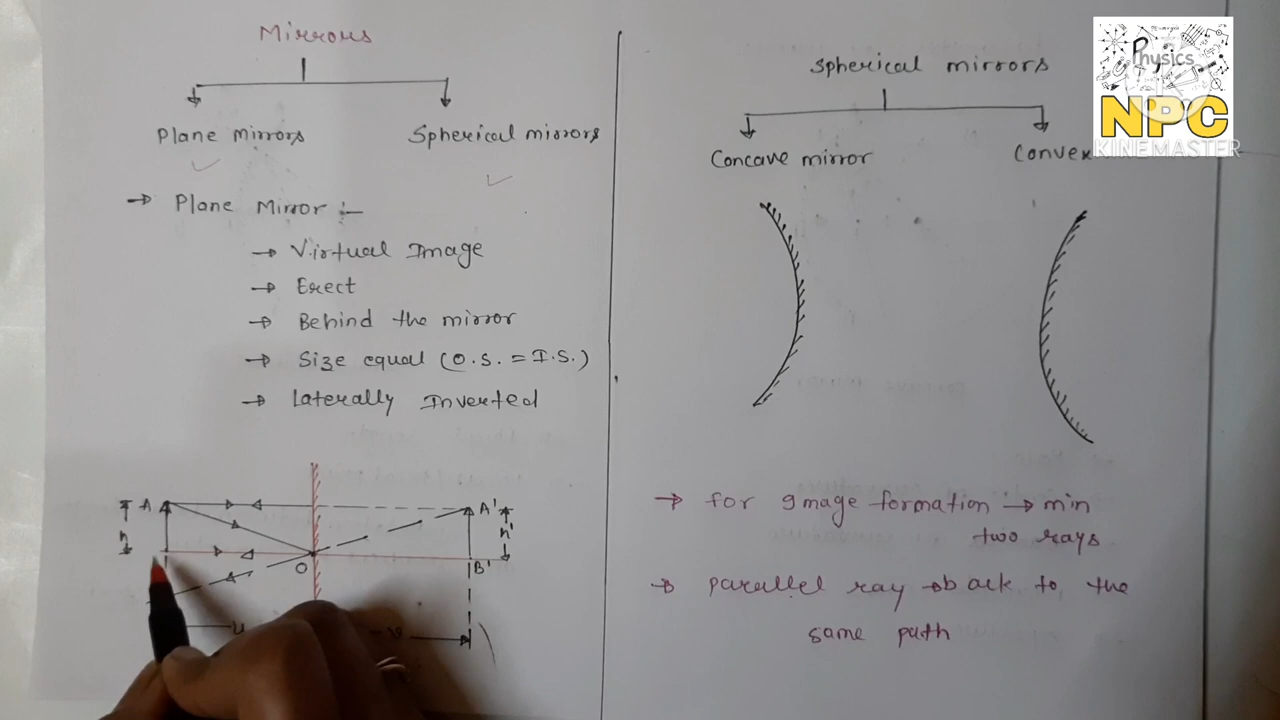 Mirrors
Plane mirrors
Spherical mirrors
→ Plane Mirror :-
→ Virtual Image
→ Erect
→ Behind the mirror
→ Size equal (O.S. = I.S.)
→ Laterally Inverted
A
A'
h
h'
O
B'
u
v
Spherical mirrors
Concave mirror
Convex
→ for Image formation → min
two rays
→ parallel ray → back to the
same path
Physics
NPC
KINEMASTER